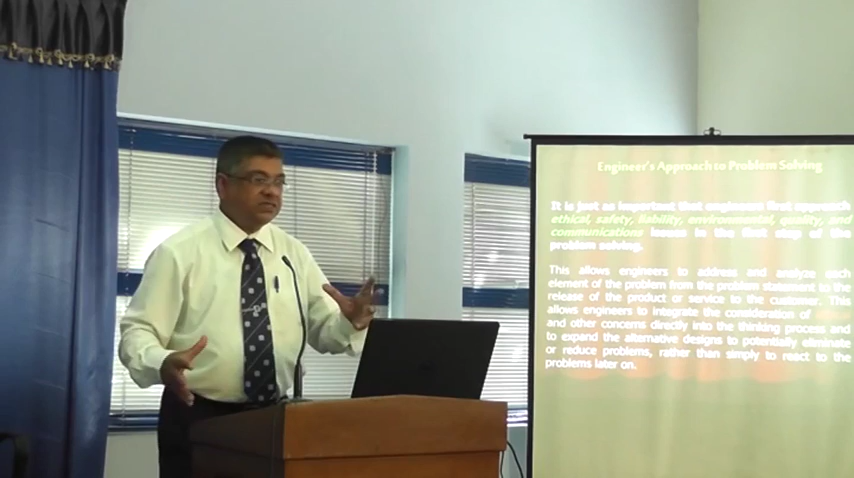 Engineer's Approach to Problem Solving
It is just as important that engineers first approach
ethical, safety, liability, environmental, quality, and
communications issues in the first step of the
problem solving.
This allows engineers to address and analyze each
element of the problem from the problem statement to the
release of the product or service to the customer. This
allows engineers to integrate the consideration of ethical
and other concerns directly into the thinking process and
to expand the alternative designs to potentially eliminate
or reduce problems, rather than simply to react to the
problems later on.